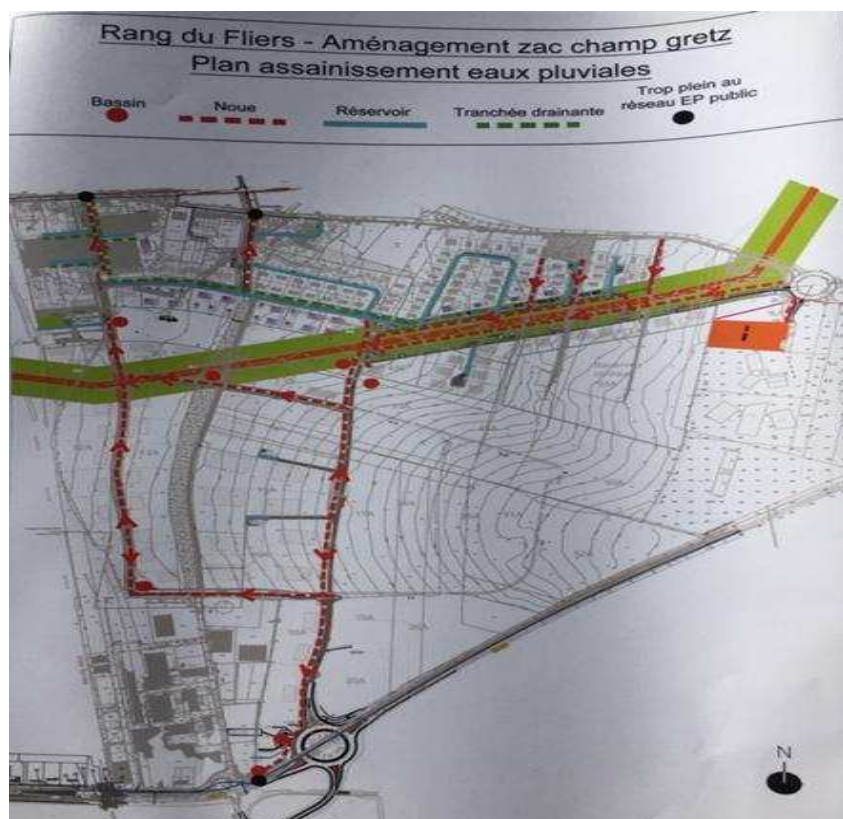 Rang du Fliers - Aménagement zac champ gretz
Plan assainissement eaux pluviales
Bassin
Noue
Réservoir
Tranchée drainante
Trop plein au
réseau EP public
N